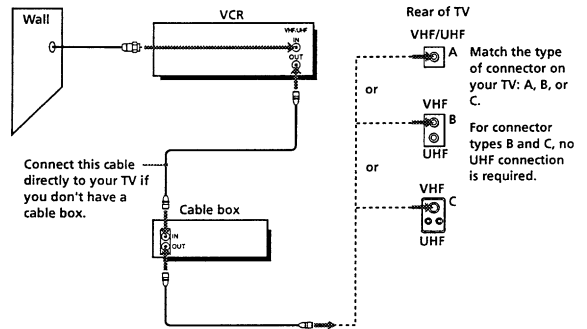 Wall
VCR
VHF/UHF
IN
OUT
Rear of TV
VHF/UHF
A
Match the type
of connector on
your TV: A, B, or
C.
or
VHF
B
UHF
For connector
types B and C, no
UHF connection
is required.
or
VHF
C
UHF
Connect this cable
directly to your TV if
you don't have a
cable box.
Cable box
IN
OUT